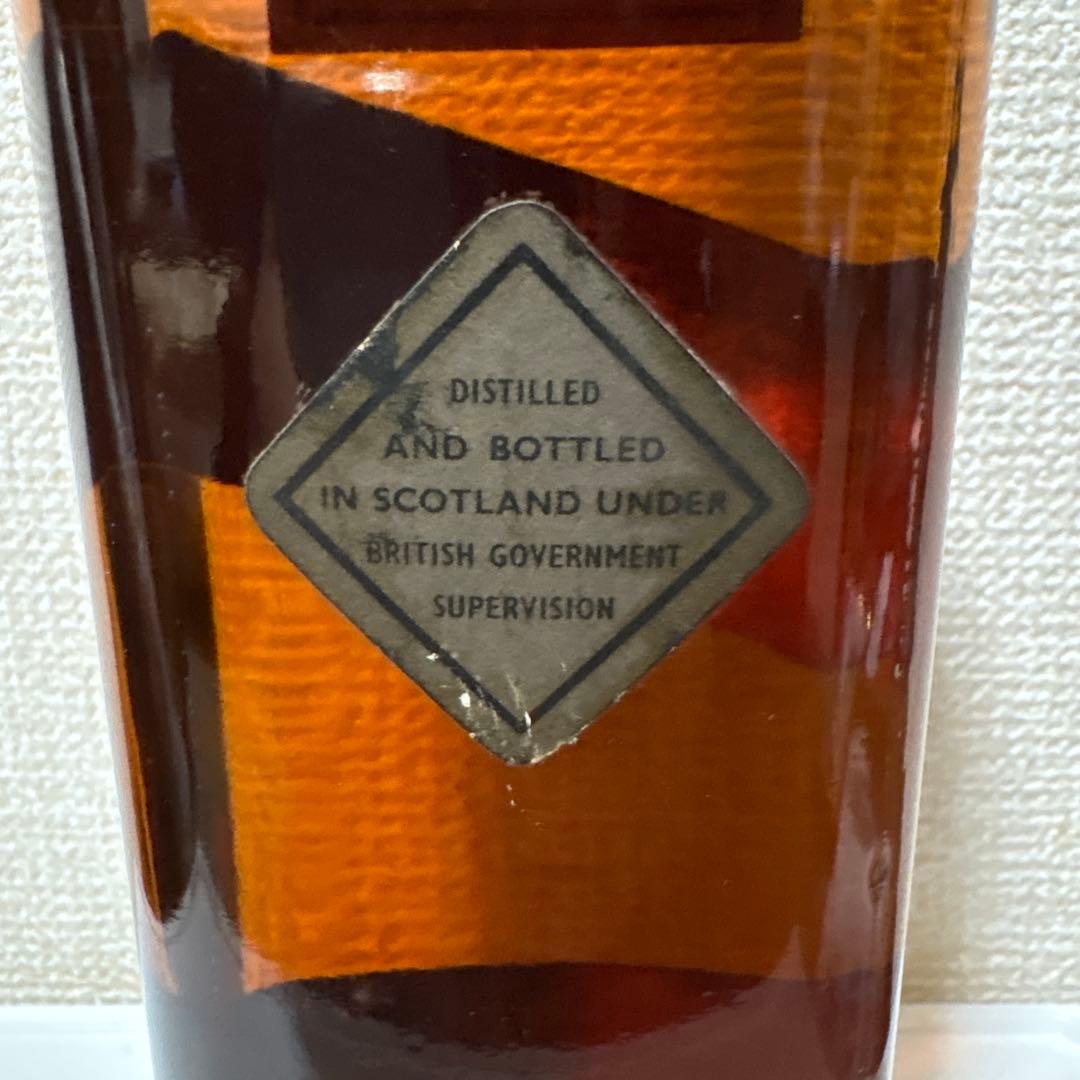 DISTILLED
AND BOTTLED
IN SCOTLAND UNDER
BRITISH GOVERNMENT
SUPERVISION